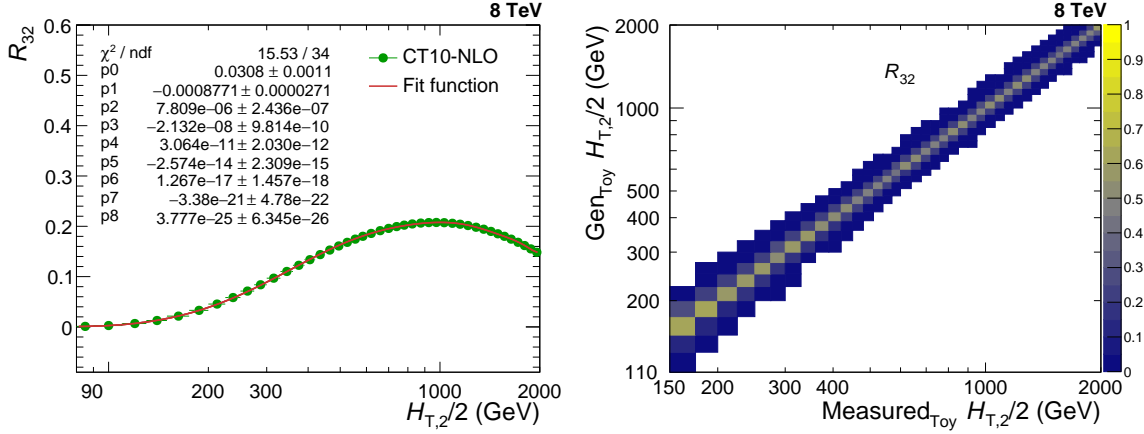 8 TeV
R32
0.6
0.5
0.4
0.3
0.2
0.1
0
χ² / ndf 15.53 / 34
p0 0.0308 ± 0.0011
p1 −0.0008771 ± 0.0000271
p2 7.809e−06 ± 2.436e−07
p3 −2.132e−08 ± 9.814e−10
p4 3.064e−11 ± 2.030e−12
p5 −2.574e−14 ± 2.309e−15
p6 1.267e−17 ± 1.457e−18
p7 −3.38e−21 ± 4.78e−22
p8 3.777e−25 ± 6.345e−26
CT10-NLO
Fit function
90 200 300 1000 2000
HT,2/2 (GeV)
8 TeV
GenToy HT,2/2 (GeV)
2000
1000
500
400
300
200
110
R32
150 200 300 400 1000 2000
MeasuredToy HT,2/2 (GeV)
1
0.9
0.8
0.7
0.6
0.5
0.4
0.3
0.2
0.1
0